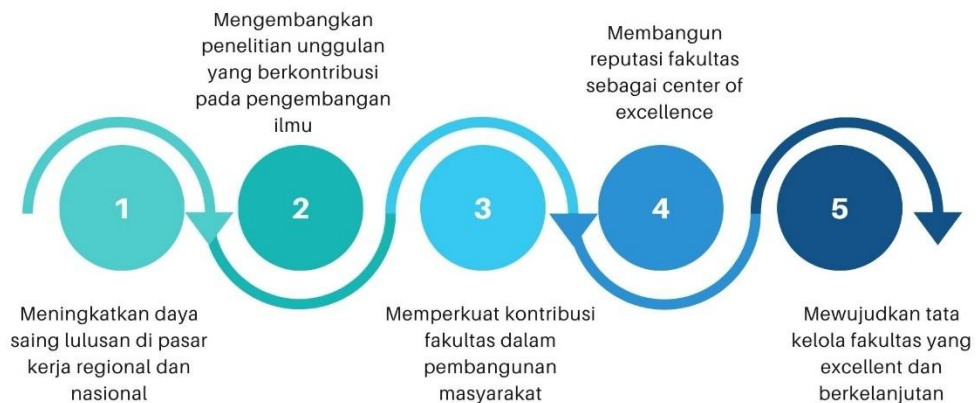 1
Meningkatkan daya
saing lulusan di pasar
kerja regional dan
nasional
2
Mengembangkan
penelitian unggulan
yang berkontribusi
pada pengembangan
ilmu
3
Memperkuat kontribusi
fakultas dalam
pembangunan
masyarakat
4
Membangun
reputasi fakultas
sebagai center of
excellence
5
Mewujudkan tata
kelola fakultas yang
excellent dan
berkelanjutan